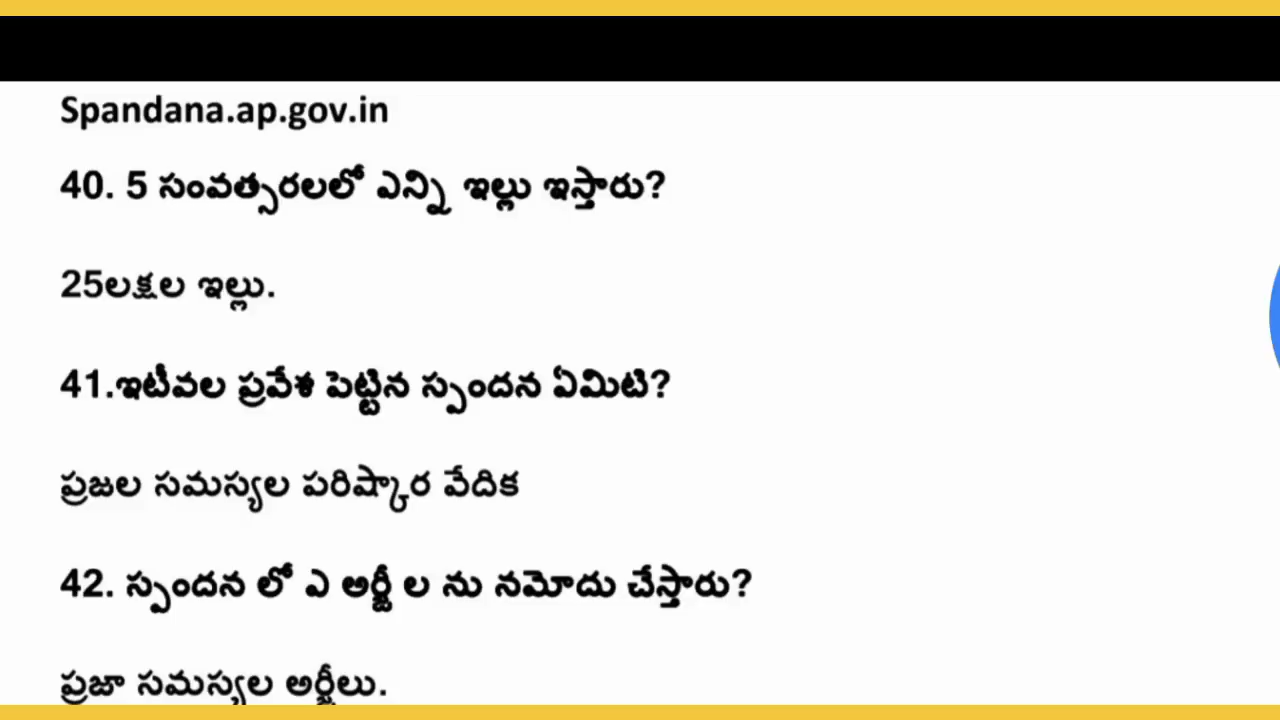 Spandana.ap.gov.in
40. 5 సంవత్సరలలో ఎన్ని ఇల్లు ఇస్తారు?
25లక్షల ఇల్లు.
41.ఇటీవల ప్రవేశ పెట్టిన స్పందన ఏమిటి?
ప్రజల సమస్యల పరిష్కార వేదిక
42. స్పందన లో ఎ అర్జీ ల ను నమోదు చేస్తారు?
ప్రజా సమస్యల అర్జీలు.